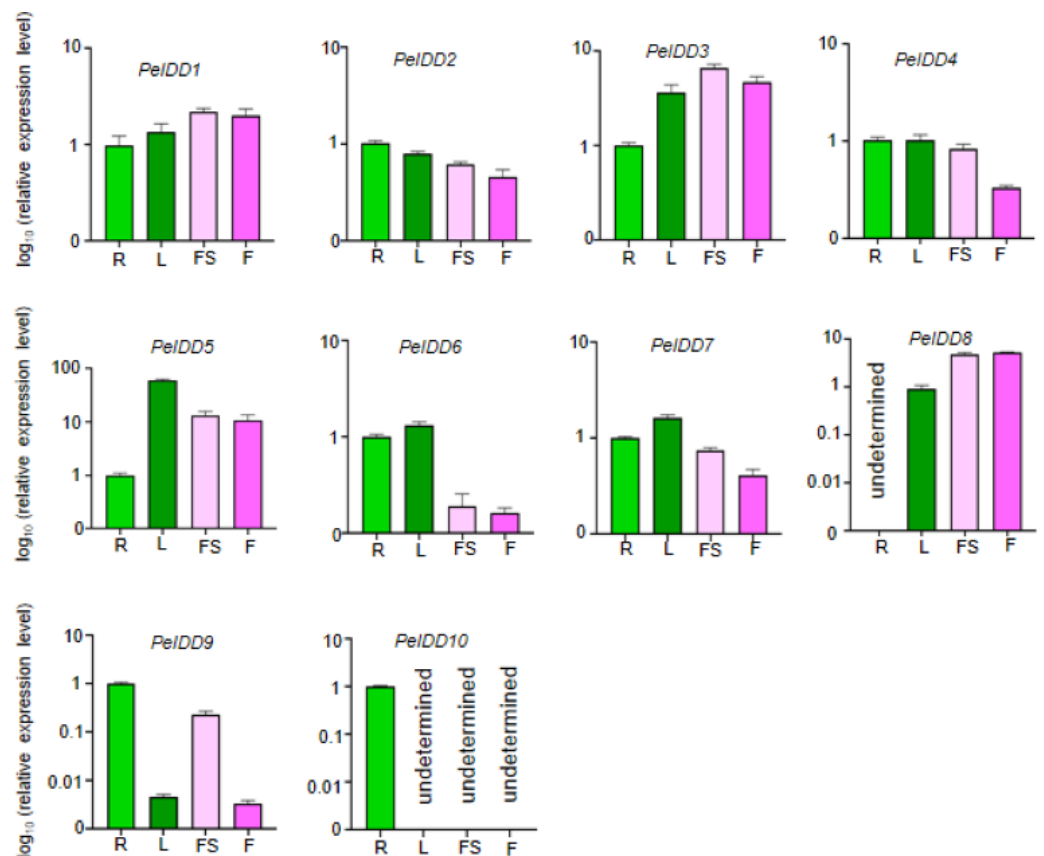 log₁₀ (relative expression level)
PeIDD1
10
1
0
R L FS F
PeIDD2
10
1
0
R L FS F
PeIDD3
10
1
0
R L FS F
PeIDD4
10
1
0
R L FS F
log₁₀ (relative expression level)
PeIDD5
100
10
1
0
R L FS F
PeIDD6
10
1
0
R L FS F
PeIDD7
10
1
0
R L FS F
PeIDD8
10
1
0.1
0.01
0
undetermined
R L FS F
log₁₀ (relative expression level)
PeIDD9
10
1
0.1
0.01
0
R L FS F
PeIDD10
10
1
0.1
0.01
0
undetermined
undetermined
undetermined
R L FS F